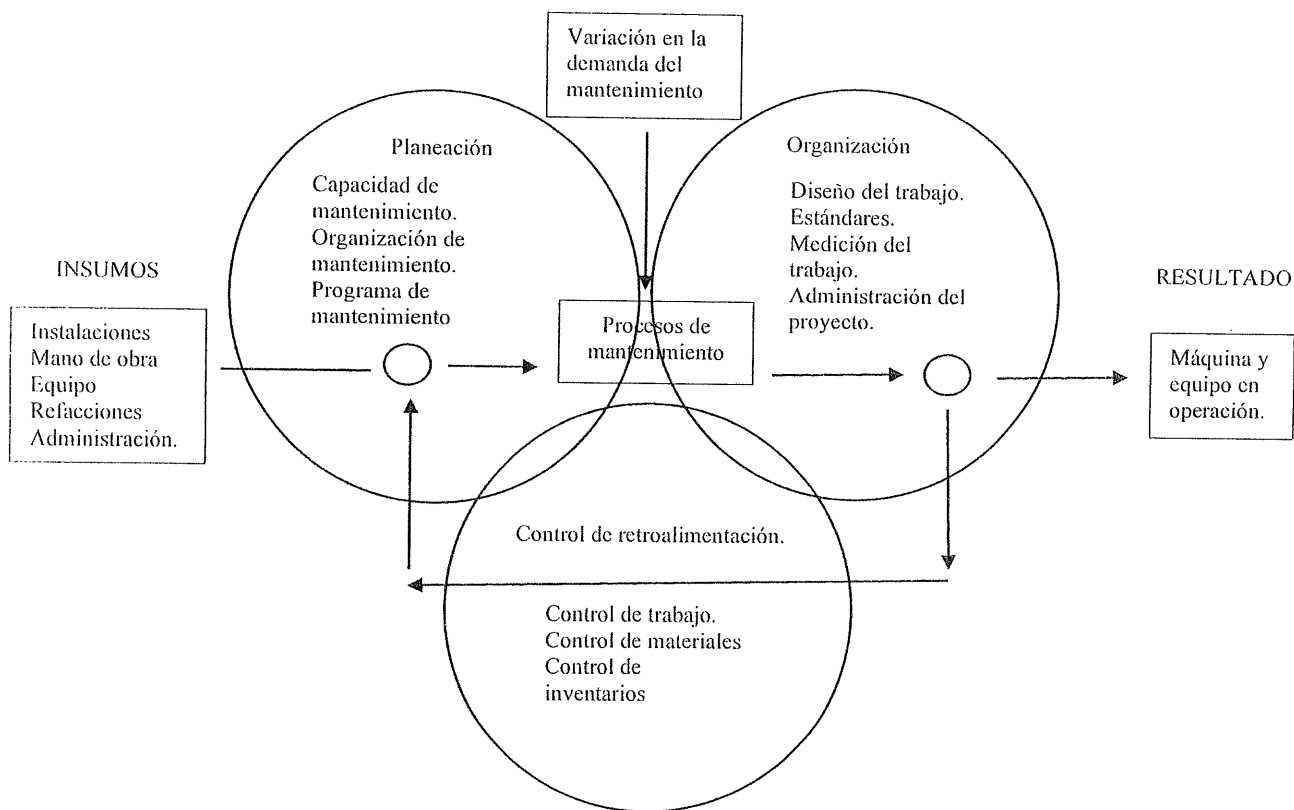 Variación en la
demanda del
mantenimiento
Planeación
Capacidad de
mantenimiento.
Organización de
mantenimiento.
Programa de
mantenimiento
Organización
Diseño del trabajo.
Estándares.
Medición del
trabajo.
Administración del
proyecto.
INSUMOS
Instalaciones
Mano de obra
Equipo
Refacciones
Administración.
Procesos de
mantenimiento
RESULTADO
Máquina y
equipo en
operación.
Control de retroalimentación.
Control de trabajo.
Control de materiales
Control de
inventarios